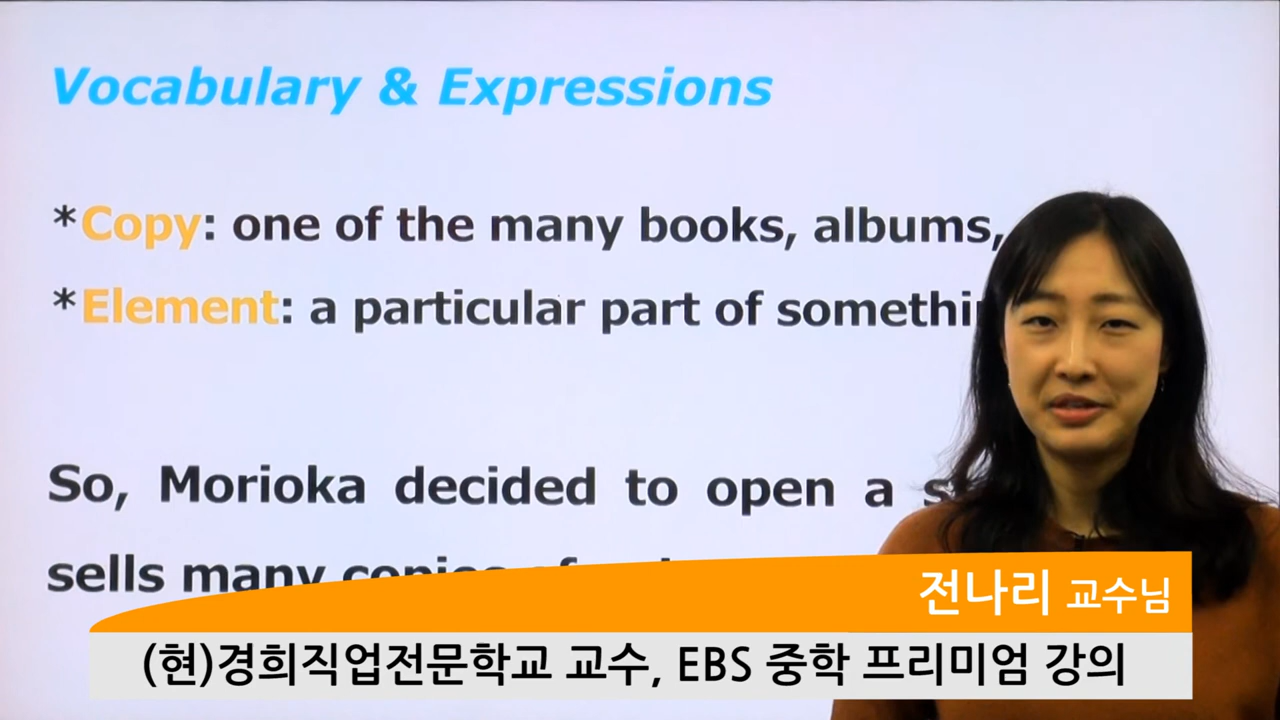 Vocabulary & Expressions
*Copy: one of the many books, albums,
*Element: a particular part of
So, Morioka decided to open a
sells many
전나리 교수님
(현)경희직업전문학교 교수, EBS 중학 프리미엄 강의